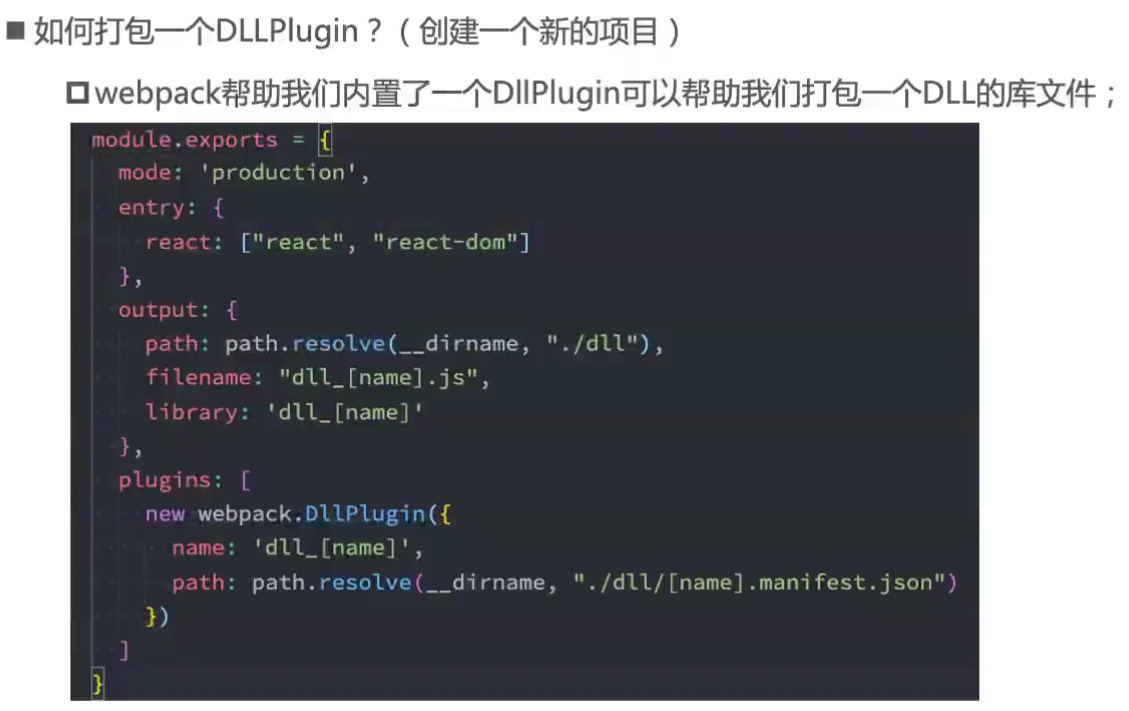 ■ 如何打包一个DLLPlugin？（创建一个新的项目）
webpack帮助我们内置了一个DllPlugin可以帮助我们打包一个DLL的库文件；
module.exports = {
  mode: 'production',
  entry: {
    react: ["react", "react-dom"]
  },
  output: {
    path: path.resolve(__dirname, "./dll"),
    filename: "dll_[name].js",
    library: 'dll_[name]'
  },
  plugins: [
    new webpack.DllPlugin({
      name: 'dll_[name]',
      path: path.resolve(__dirname, "./dll/[name].manifest.json")
    })
  ]
}